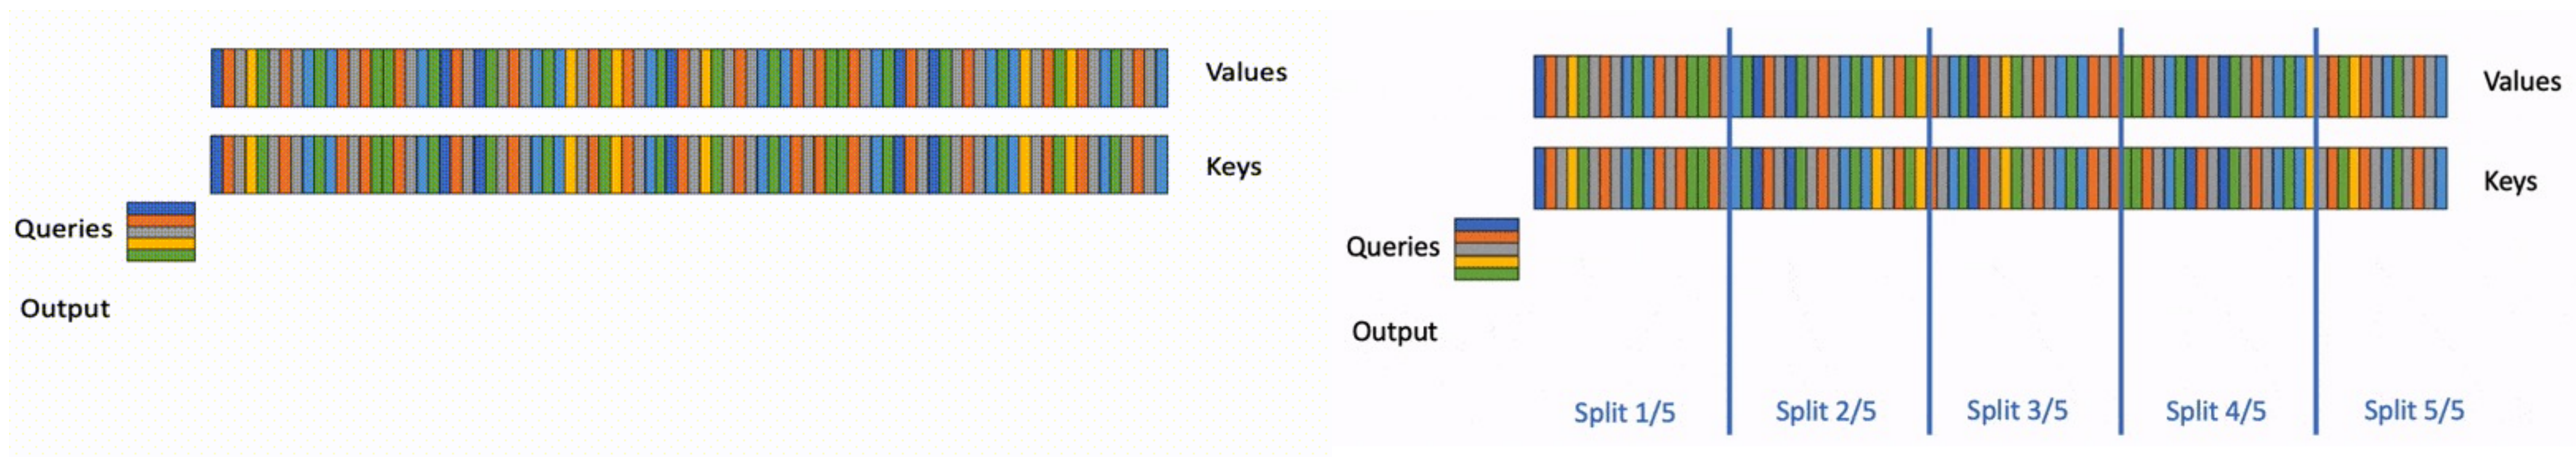 Values
Keys
Queries
Output
Values
Keys
Queries
Output
Split 1/5
Split 2/5
Split 3/5
Split 4/5
Split 5/5